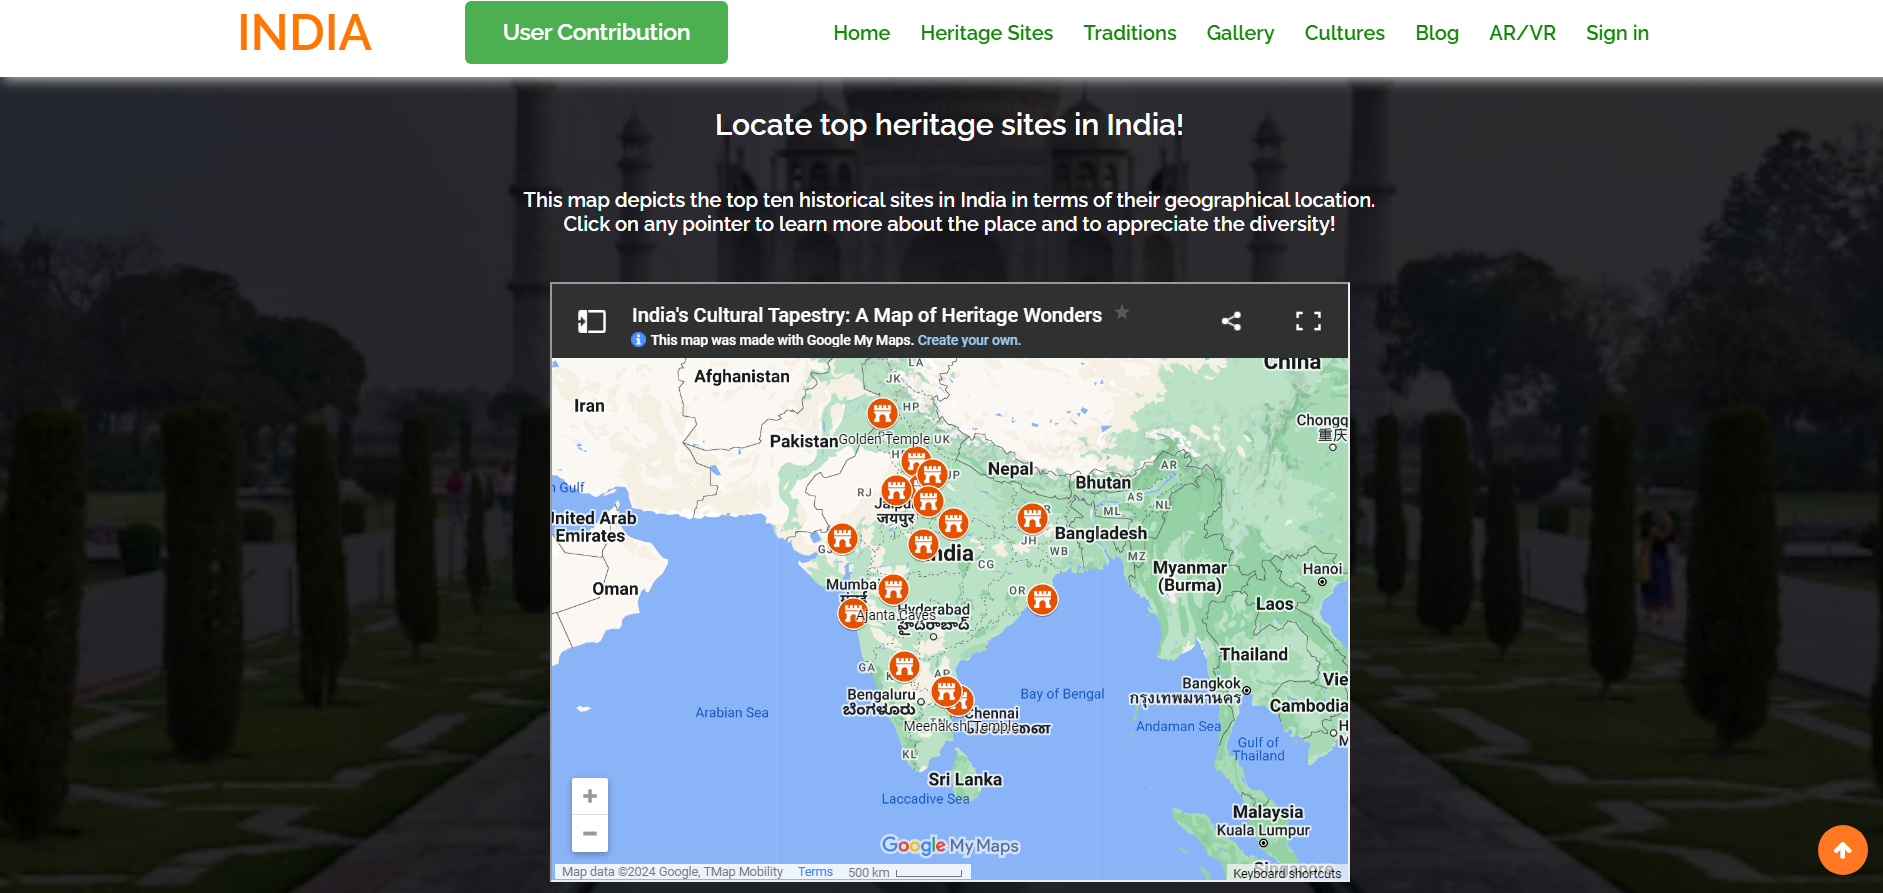 INDIA
User Contribution
Home Heritage Sites Traditions Gallery Cultures Blog AR/VR Sign in
Locate top heritage sites in India!
This map depicts the top ten historical sites in India in terms of their geographical location.
Click on any pointer to learn more about the place and to appreciate the diversity!
India's Cultural Tapestry: A Map of Heritage Wonders
This map was made with Google My Maps. Create your own.
China
LA
Afghanistan
JK
Iran
HP
Chongq
重庆
Pakistan
Golden Temple
UK
Nepal
AR
Bhutan
UP
n Gulf
RJ
AS
NL
ML
जयपुर
United Arab
Emirates
Bangladesh
JH
WB
GJ
India
MZ
CG
Myanmar
(Burma)
Hanoi
Oman
Mumbai
OR
Laos
Hyderabad
Ajanta Caves
హైదరాబాద్
Thailand
GA
AP
Bangkok
กรุงเทพมหานคร
Vie
Bengaluru
ಬೆಂಗಳೂರು
Bay of Bengal
Cambodia
Arabian Sea
Chennai
TN
Meenakshi Temple
Andaman Sea
Gulf of
Thailand
KL
Sri Lanka
Laccadive Sea
Malaysia
Kuala Lumpur
Google My Maps
Singapore
Map data ©2024 Google, TMap Mobility Terms 500 km
Keyboard shortcuts